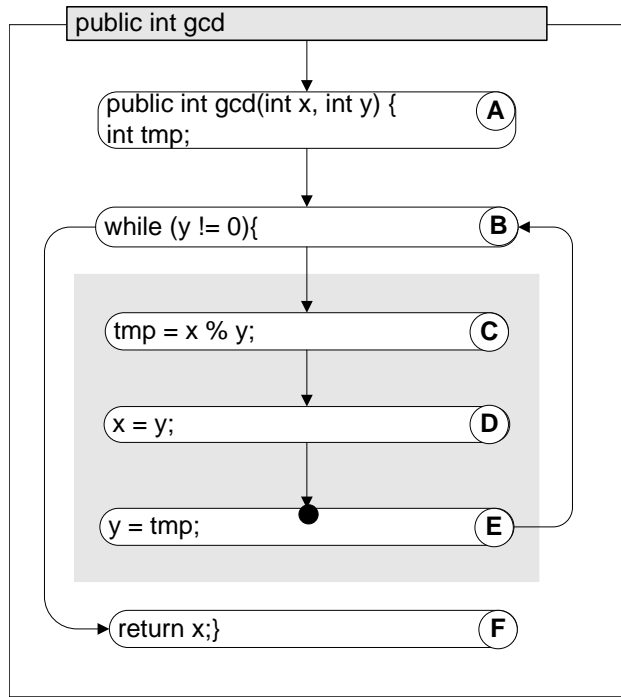 public int gcd
public int gcd(int x, int y) {
int tmp;
A
while (y != 0){
B
tmp = x % y;
C
x = y;
D
y = tmp;
E
return x;}
F